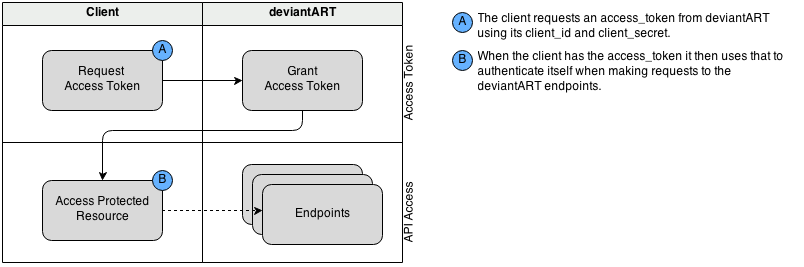 Client
deviantART
A
Request
Access Token
Grant
Access Token
Access Token
B
Access Protected
Resource
Endpoints
API Access
A
The client requests an access_token from deviantART
using its client_id and client_secret.
B
When the client has the access_token it then uses that to
authenticate itself when making requests to the
deviantART endpoints.